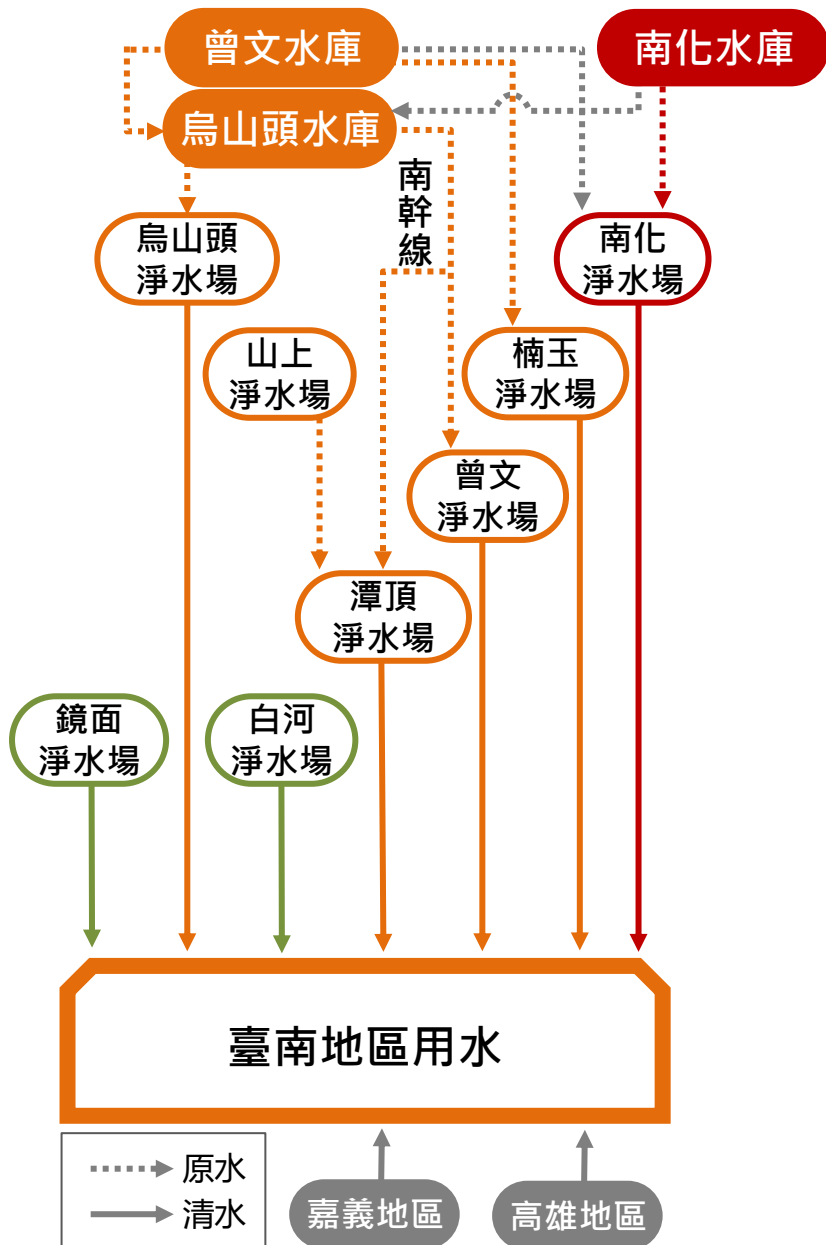 曾文水庫
南化水庫
烏山頭水庫
南幹線
烏山頭
淨水場
南化
淨水場
山上
淨水場
楠玉
淨水場
曾文
淨水場
潭頂
淨水場
鏡面
淨水場
白河
淨水場
臺南地區用水
原水
清水
嘉義地區
高雄地區